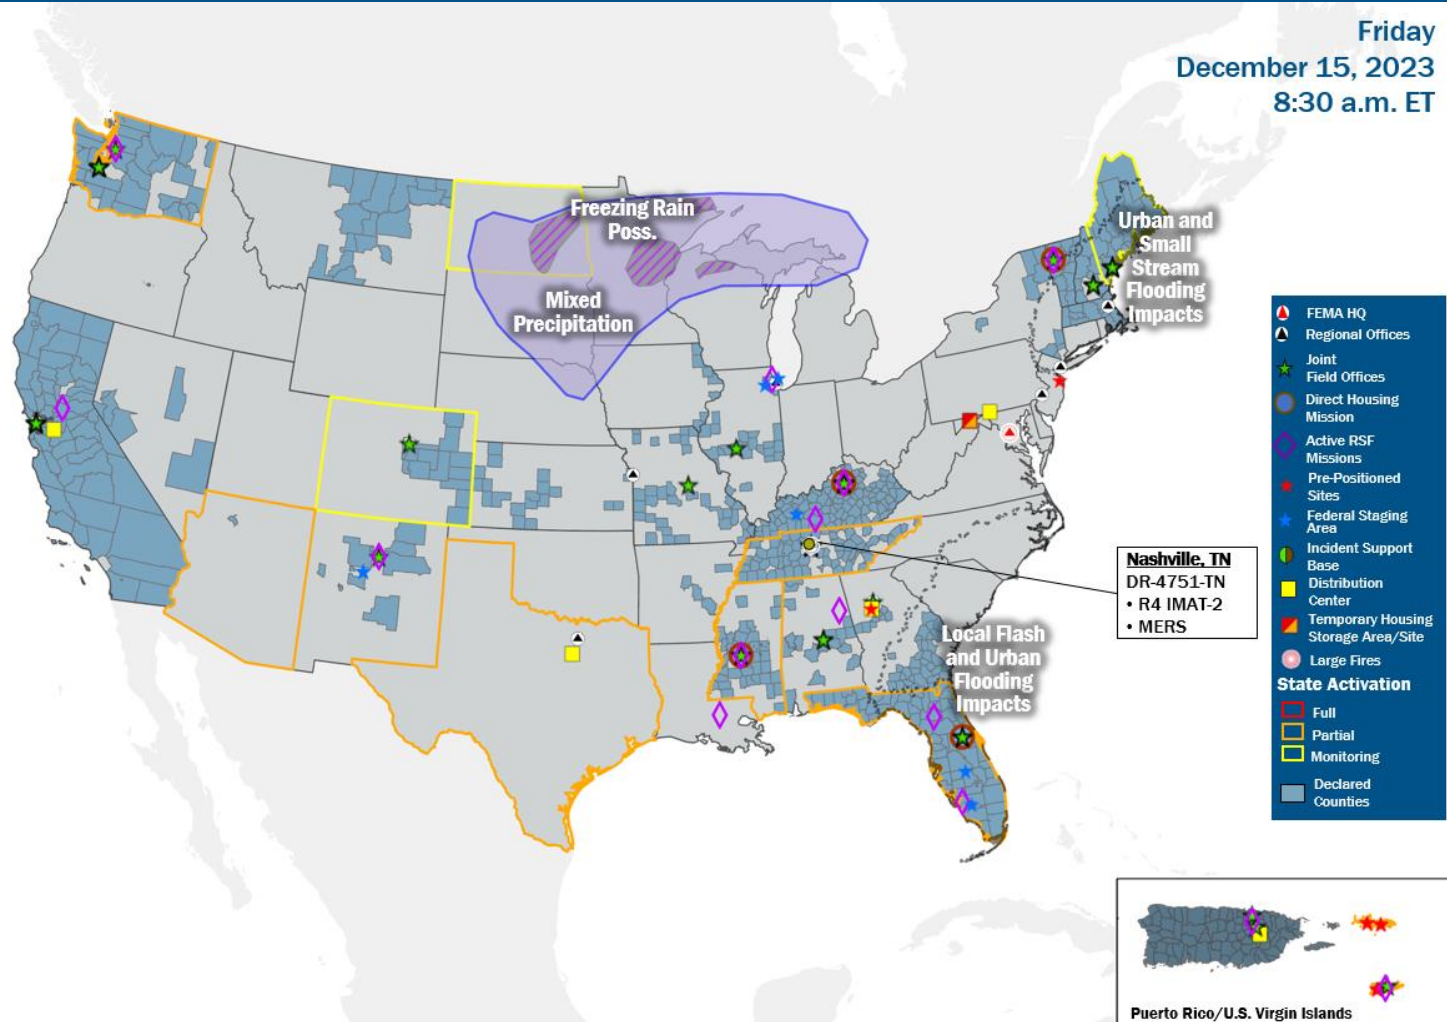 Friday
December 15, 2023
8:30 a.m. ET
Freezing Rain
Poss.
Mixed
Precipitation
Urban and
Small
Stream
Flooding
Impacts
Local Flash
and Urban
Flooding
Impacts
Nashville, TN
DR-4751-TN
• R4 IMAT-2
• MERS
FEMA HQ
Regional Offices
Joint
Field Offices
Direct Housing
Mission
Active RSF
Missions
Pre-Positioned
Sites
Federal Staging
Area
Incident Support
Base
Distribution
Center
Temporary Housing
Storage Area/Site
Large Fires
State Activation
Full
Partial
Monitoring
Declared
Counties
Puerto Rico/U.S. Virgin Islands